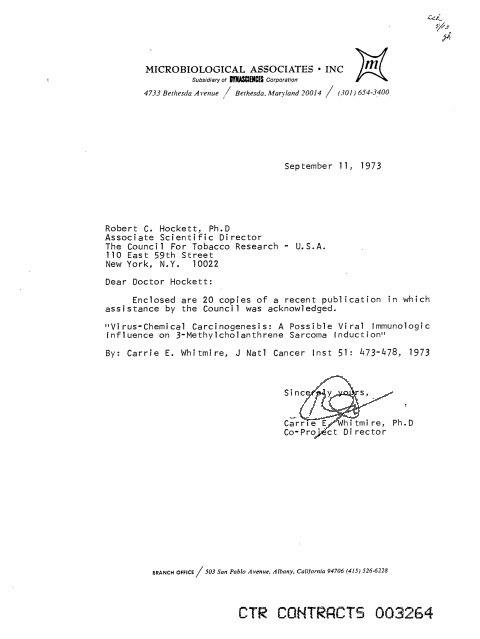 MICROBIOLOGICAL ASSOCIATES • INC
m
Subsidiary of DYNASCIENCES Corporation
4733 Bethesda Avenue / Bethesda, Maryland 20014 / (301) 654-3400
September 11, 1973
Robert C. Hockett, Ph.D
Associate Scientific Director
The Council For Tobacco Research - U.S.A.
110 East 59th Street
New York, N.Y. 10022
Dear Doctor Hockett:
Enclosed are 20 copies of a recent publication in which
assistance by the Council was acknowledged.
"Virus-Chemical Carcinogenesis: A Possible Viral Immunologic
Influence on 3-Methylcholanthrene Sarcoma Induction"
By: Carrie E. Whitmire, J Natl Cancer Inst 51: 473-478, 1973
Sincerely yours,
Carrie E. Whitmire, Ph.D
Co-Project Director
BRANCH OFFICE / 503 San Pablo Avenue, Albany, California 94706 (415) 526-6228
CTR CONTRACTS 003264